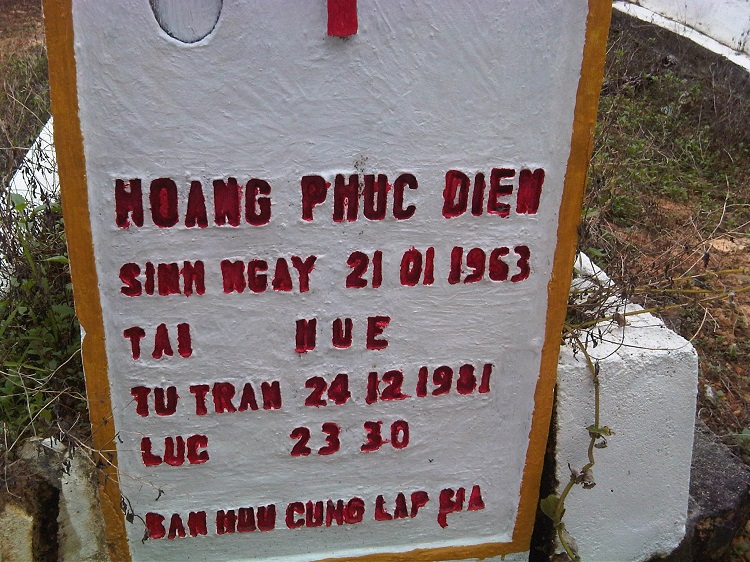 HOANG PHUC DIEN
SINH NGAY 21 01 1963
TAI HUE
TU TRAN 24 12 1981
LUC 23 30
BAN HUU CUNG LAP BIA